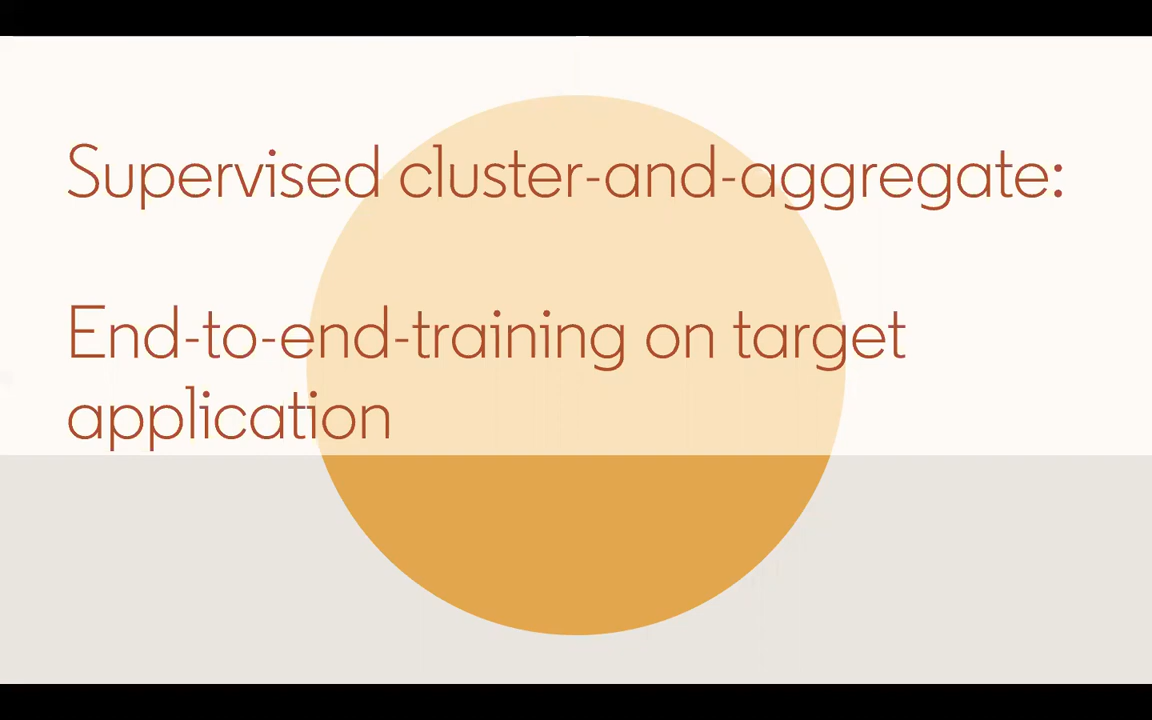 Supervised cluster-and-aggregate:
End-to-end-training on target
application